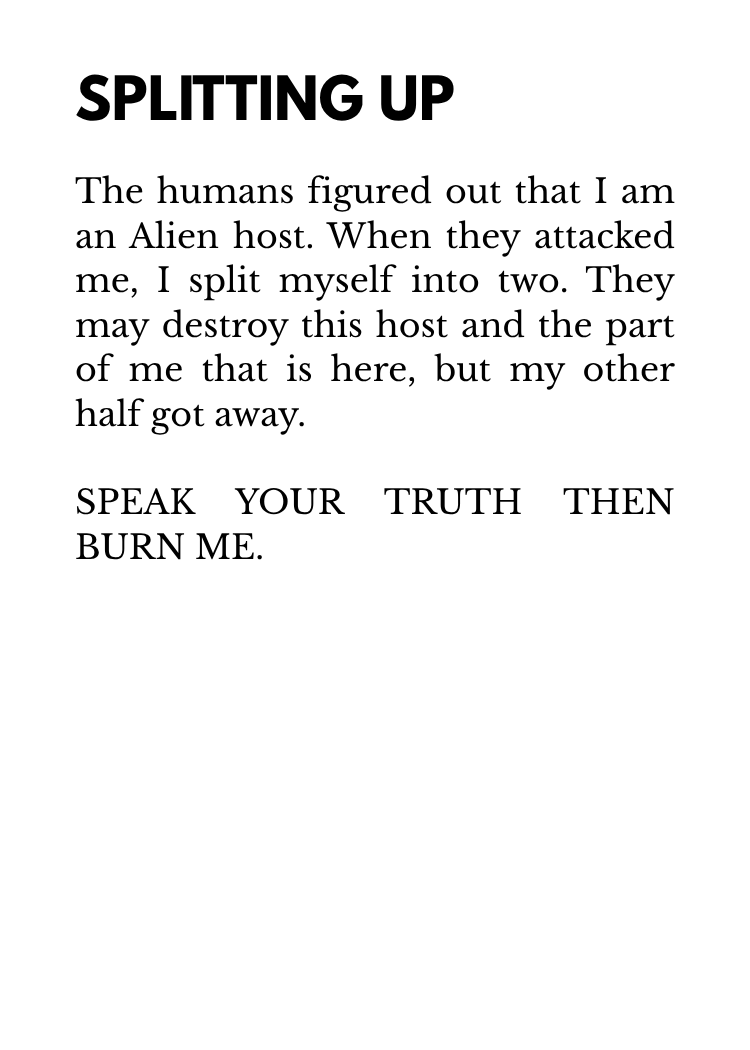 SPLITTING UP
The humans figured out that I am
an Alien host. When they attacked
me, I split myself into two. They
may destroy this host and the part
of me that is here, but my other
half got away.
SPEAK YOUR TRUTH THEN
BURN ME.